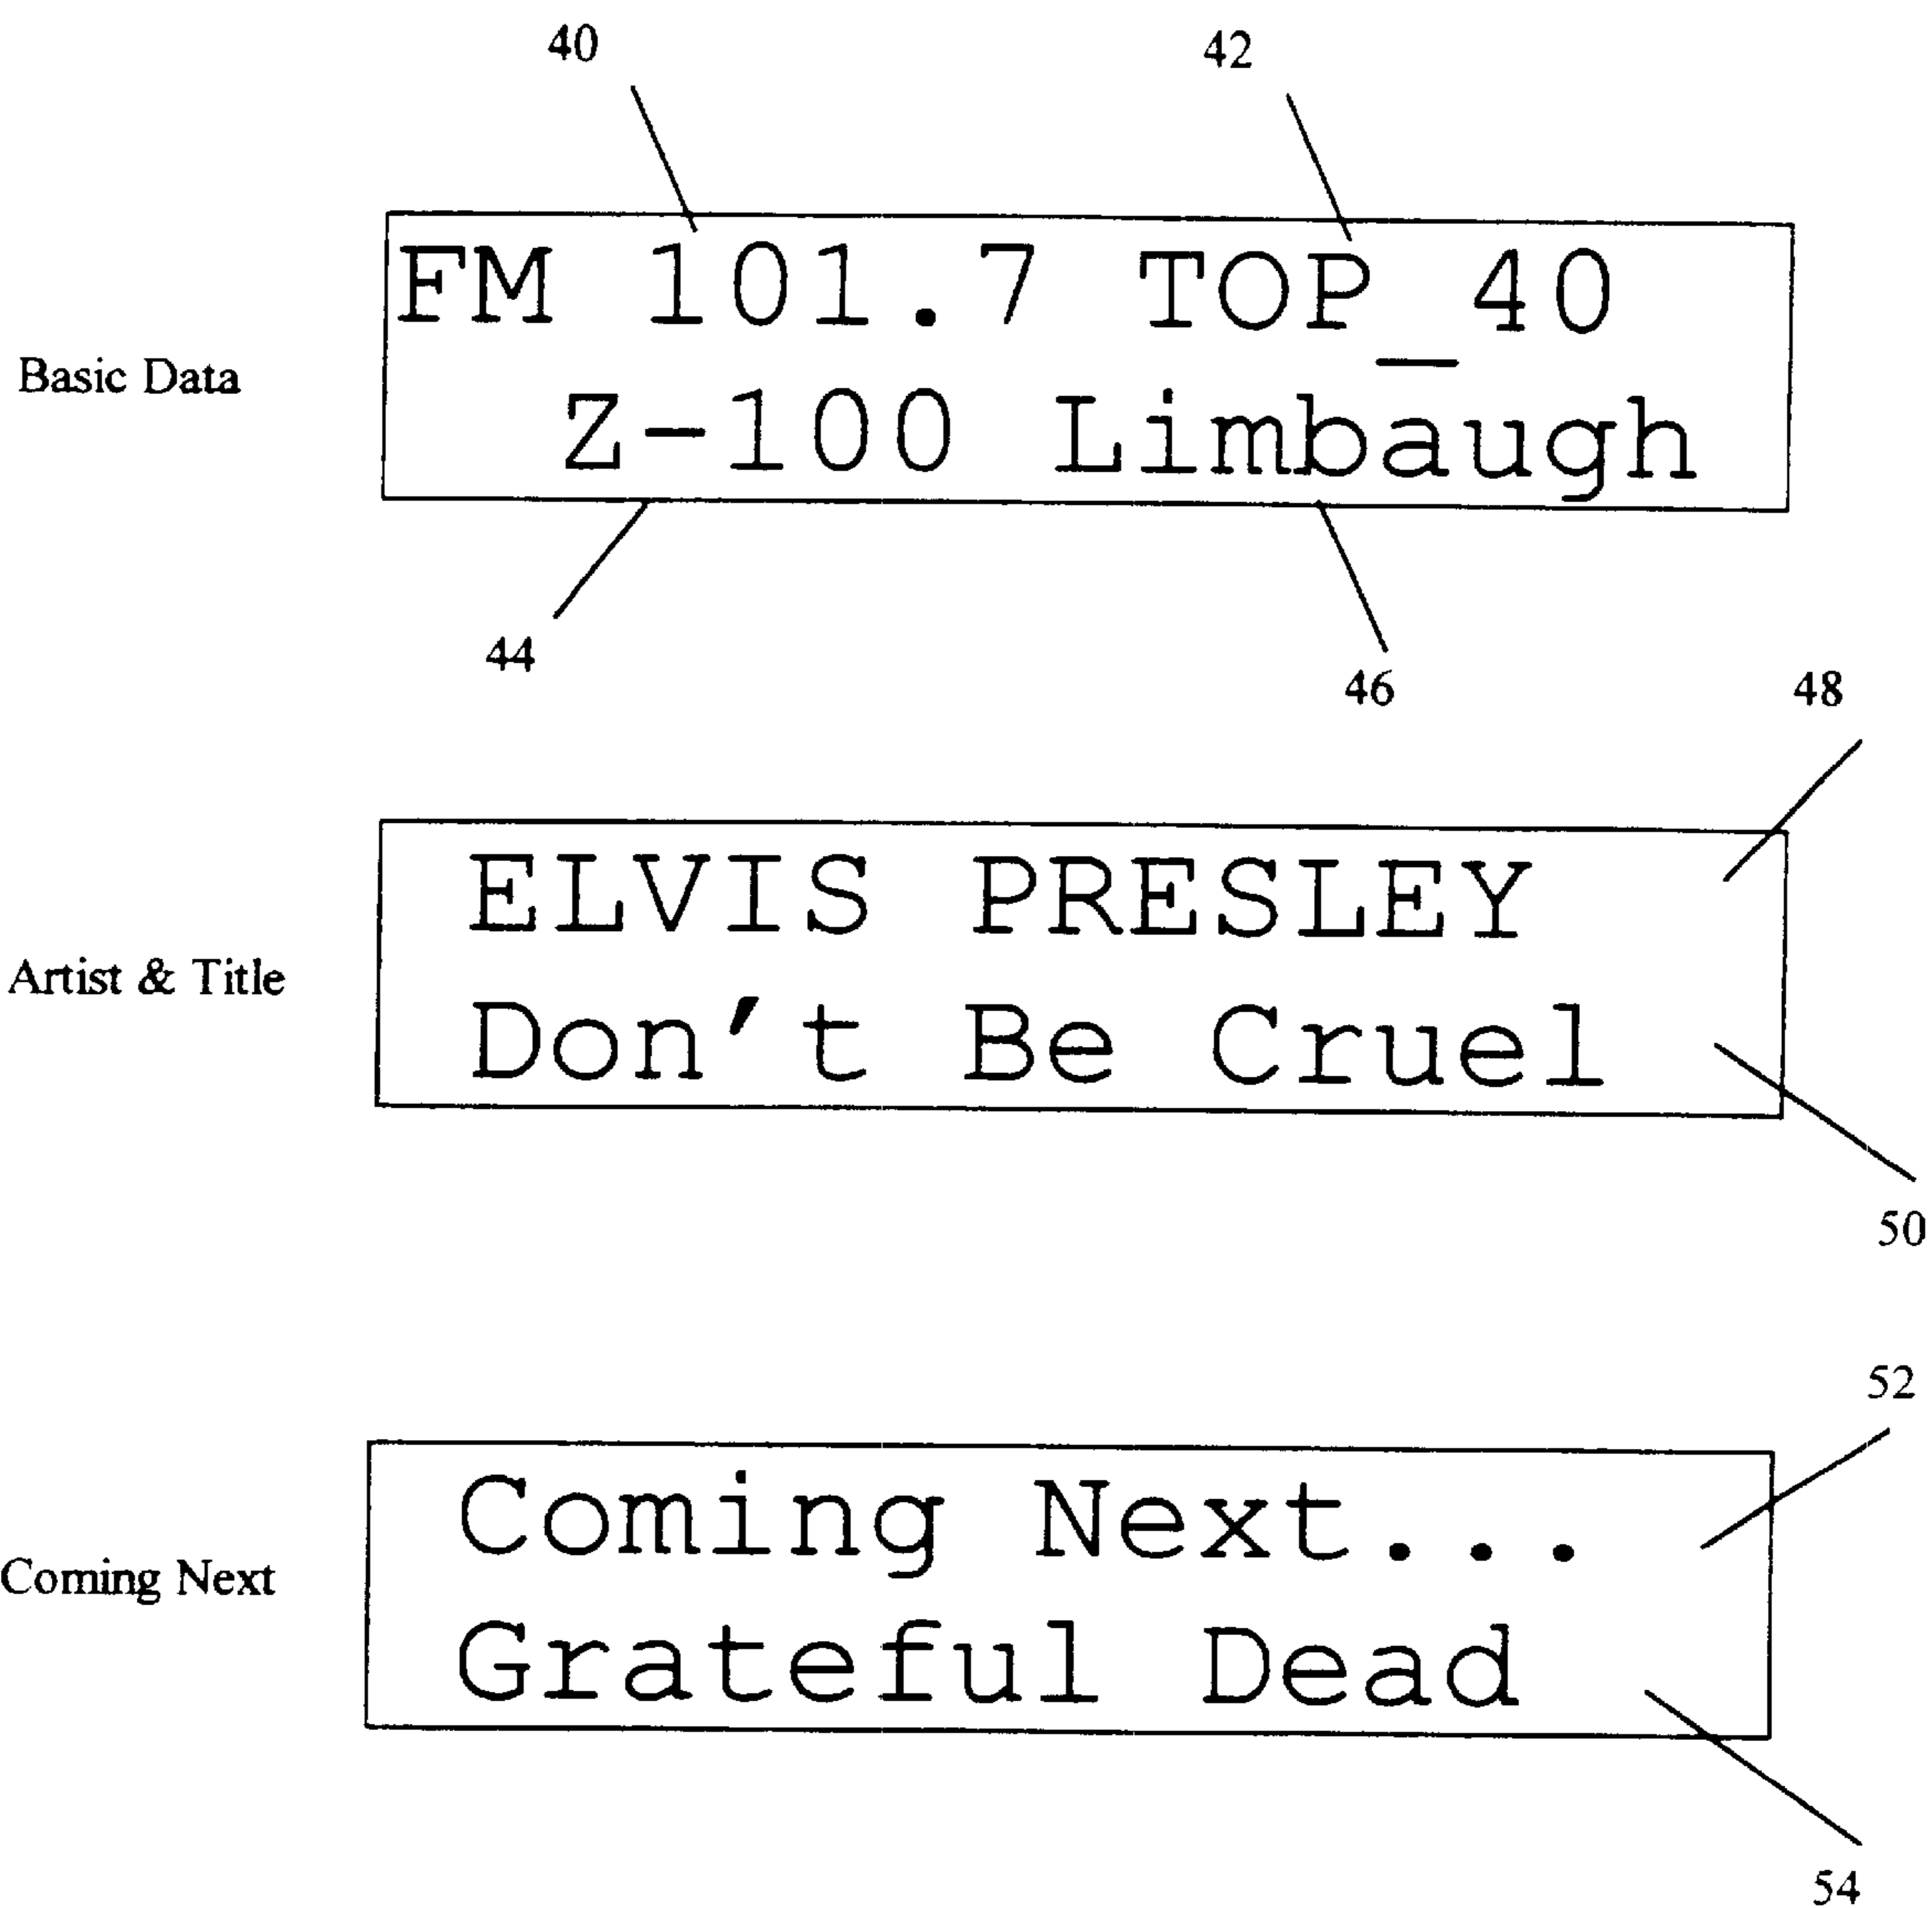 40 42
FM 101.7 TOP_40
Basic Data
Z-100 Limbaugh
44 46
48
ELVIS PRESLEY
Artist & Title
Don't Be Cruel
50
52
Coming Next...
Coming Next
Grateful Dead
54